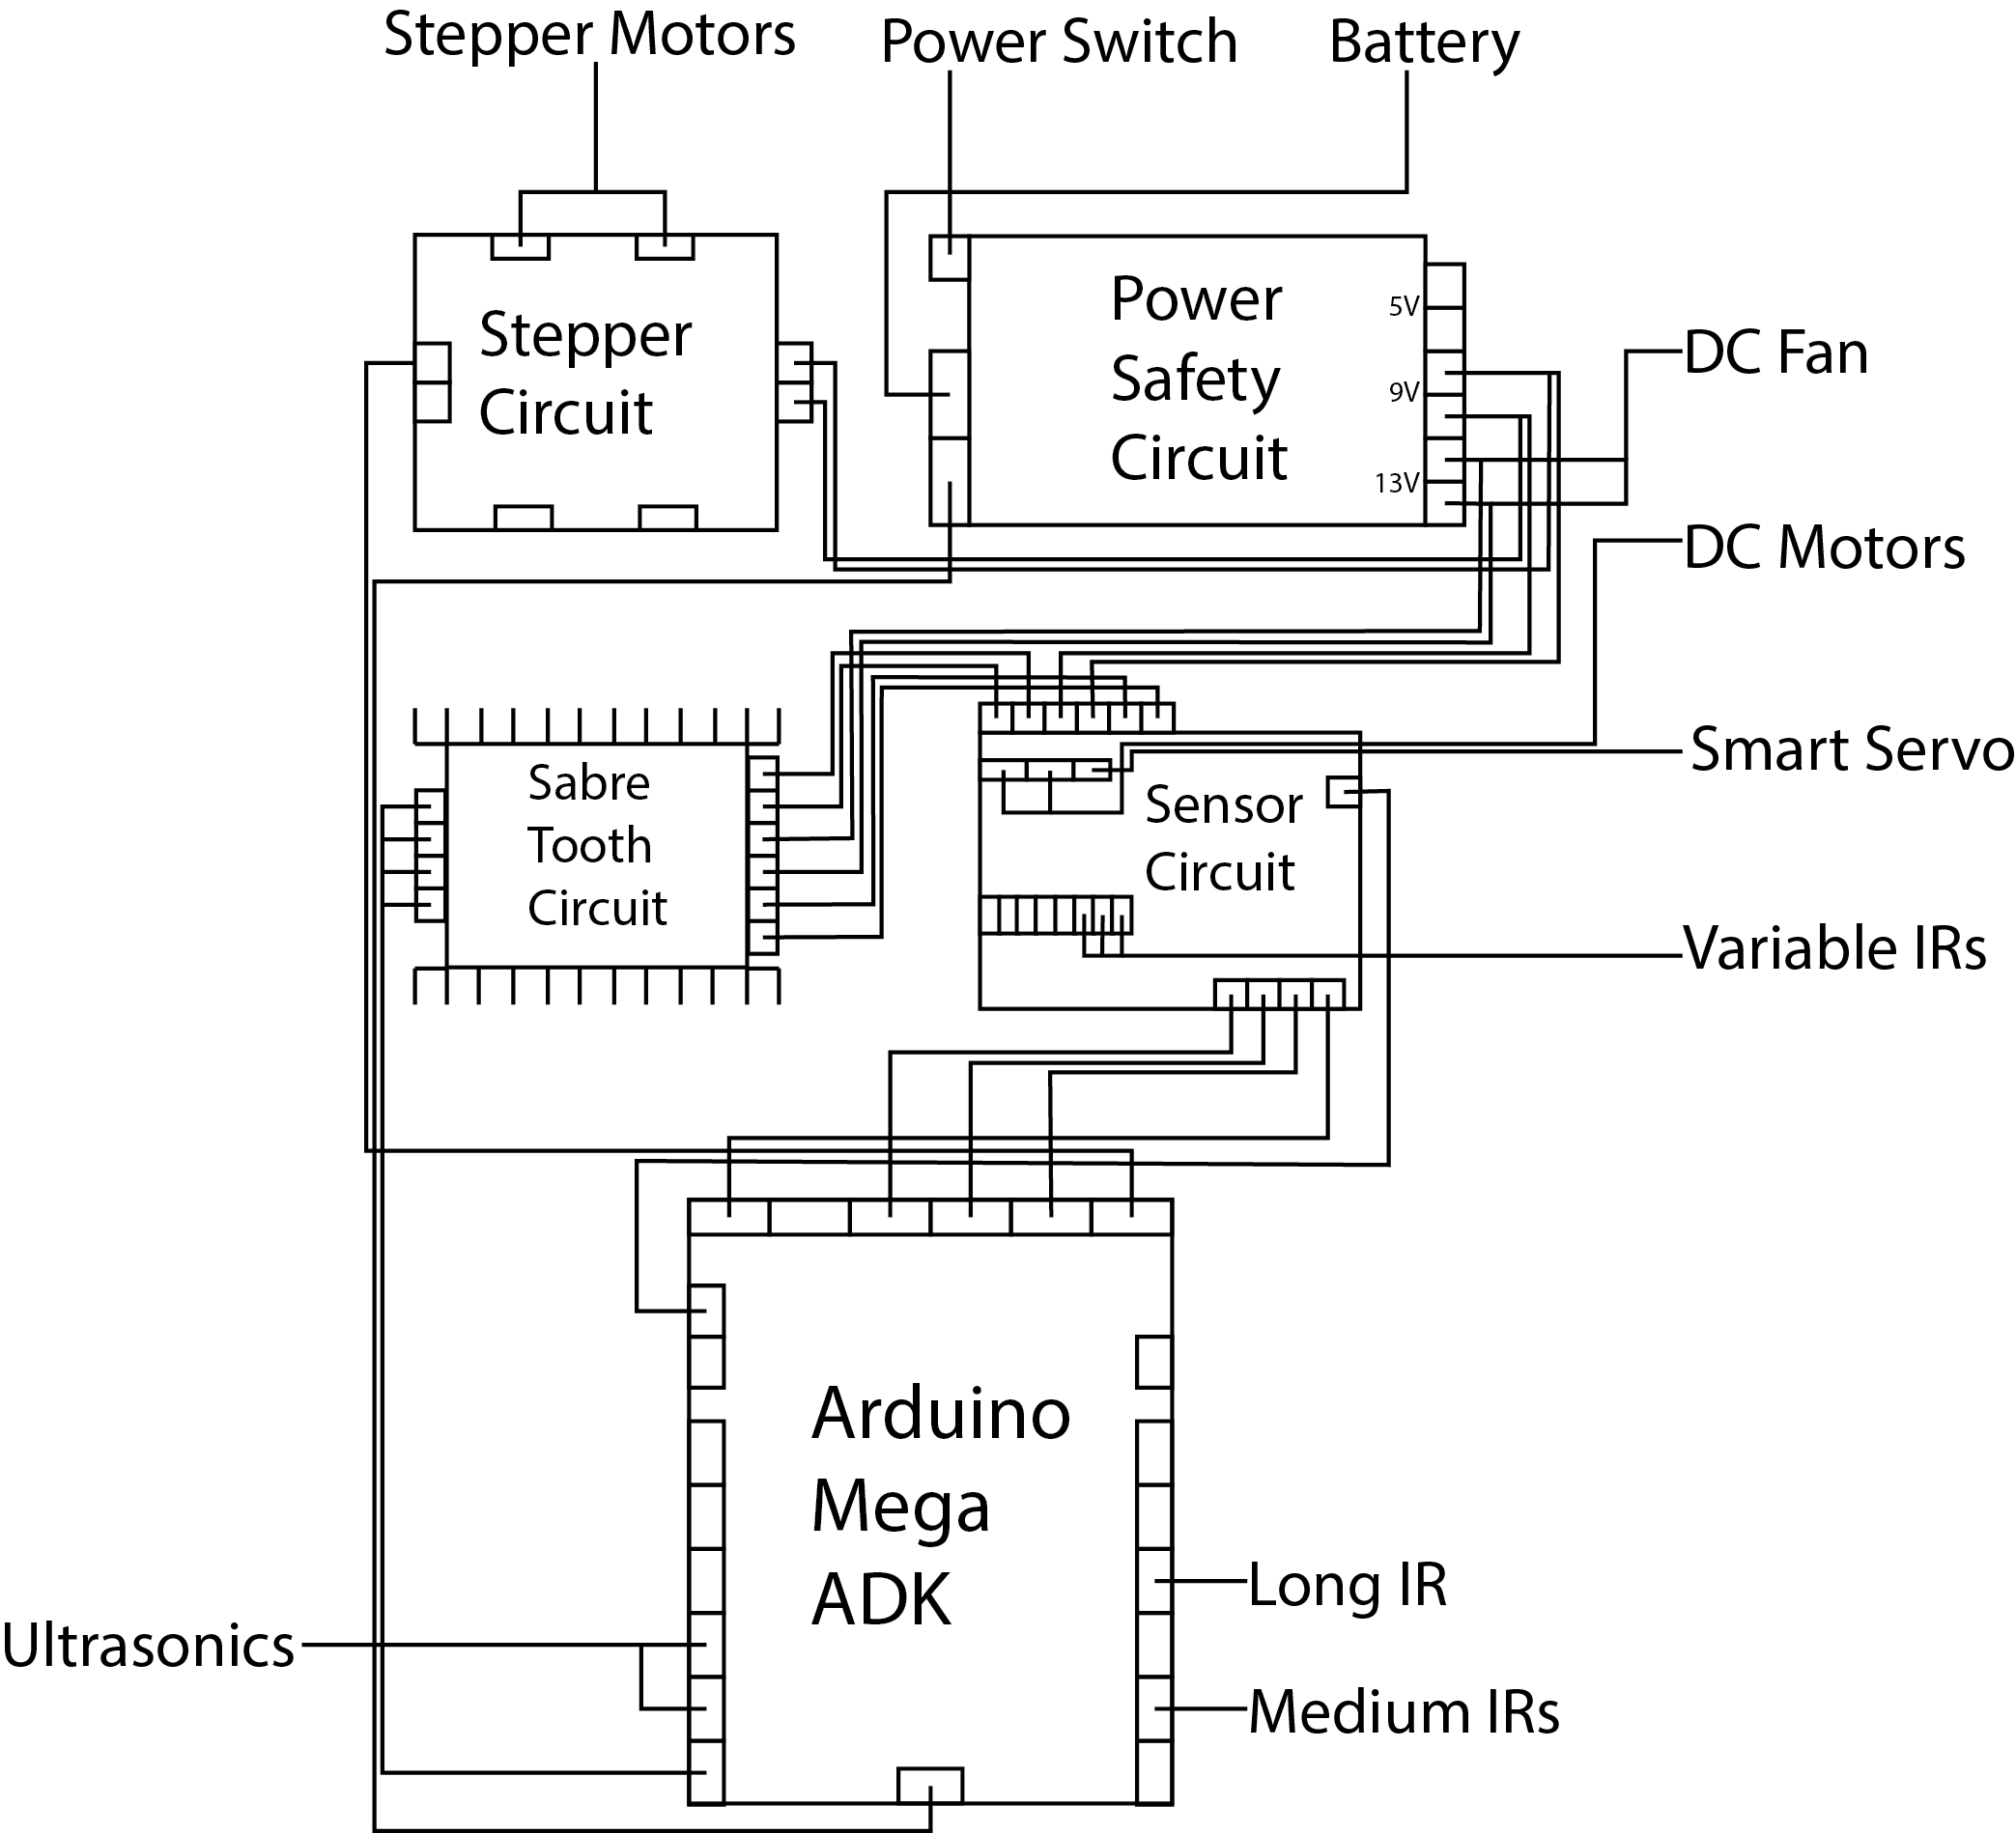 Stepper Motors
Power Switch
Battery
Stepper
Circuit
Power
Safety
Circuit
5V
9V
13V
DC Fan
DC Motors
Smart Servo
Sabre
Tooth
Circuit
Sensor
Circuit
Variable IRs
Arduino
Mega
ADK
Long IR
Ultrasonics
Medium IRs